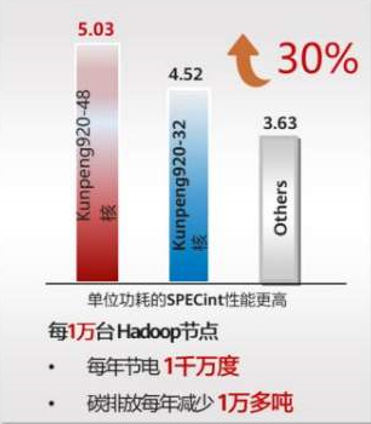 5.03
30%
4.52
3.63
Kunpeng920-48核
Kunpeng920-32核
Others
单位功耗的SPECint性能更高
每1万台Hadoop节点
• 每年节电1千万度
• 碳排放每年减少1万多吨